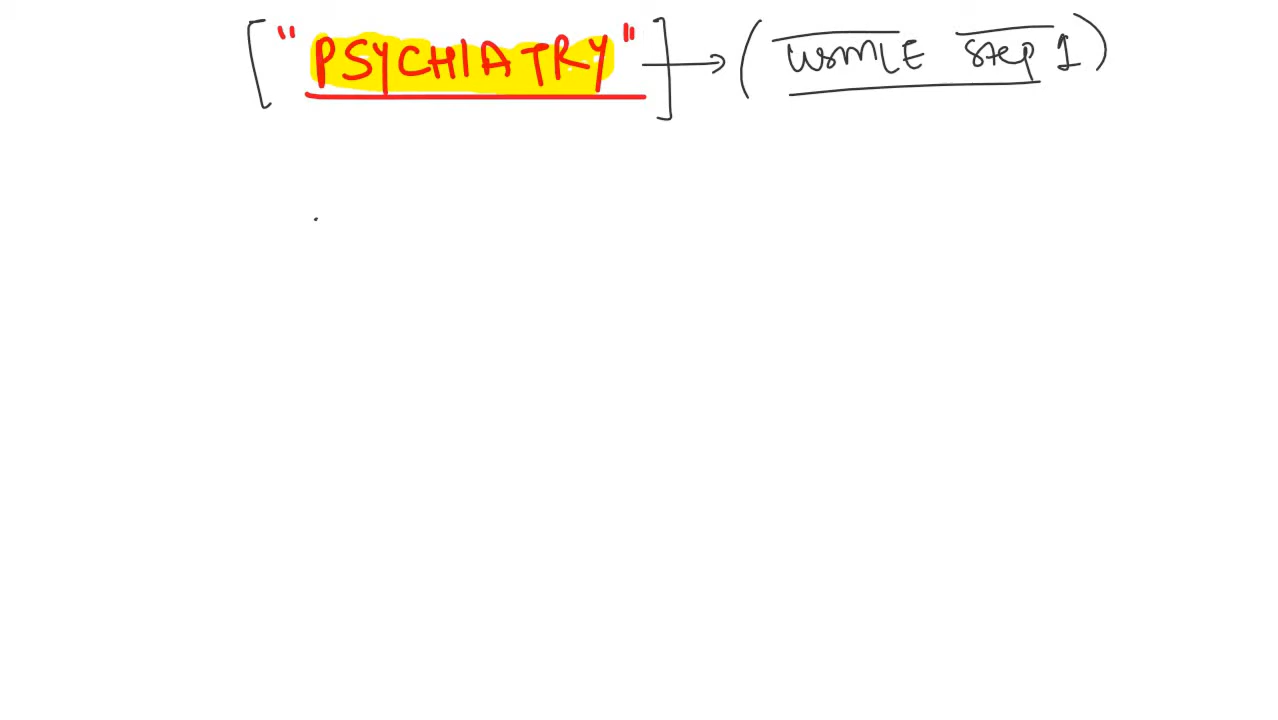 ["PSYCHIATRY"] → (USMLE Step 1)